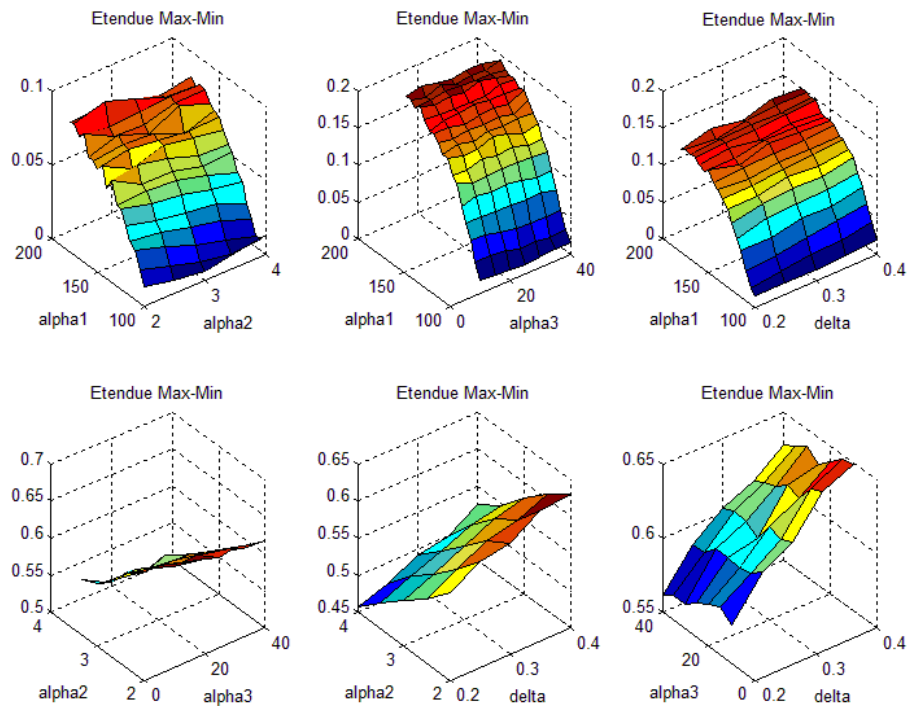 Etendue Max-Min Etendue Max-Min Etendue Max-Min
0.1 0.2 0.2
0.15 0.15
0.05 0.1 0.1
0.05 0.05
0 0 0
200 200 200
150 4 150 40 150 0.4
3 20 0.3
alpha1 100 2 alpha2 alpha1 100 0 alpha3 alpha1 100 0.2 delta
Etendue Max-Min Etendue Max-Min Etendue Max-Min
0.7 0.65 0.65
0.65 0.6
0.6 0.55 0.6
0.55 0.5
0.5 0.45 0.55
4 40 4 0.4 40 0.4
3 20 3 0.3 20 0.3
alpha2 2 0 alpha3 alpha2 2 0.2 delta alpha3 0 0.2 delta